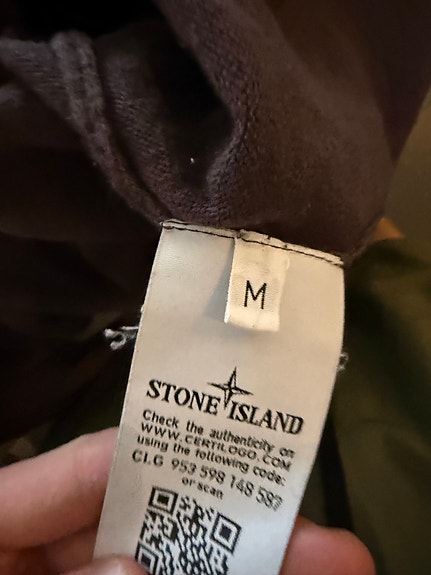 M
STONE ISLAND
Check the authenticity on
WWW.CERTILOGO.COM
using the following code:
CLG 953 598 148 587
or scan